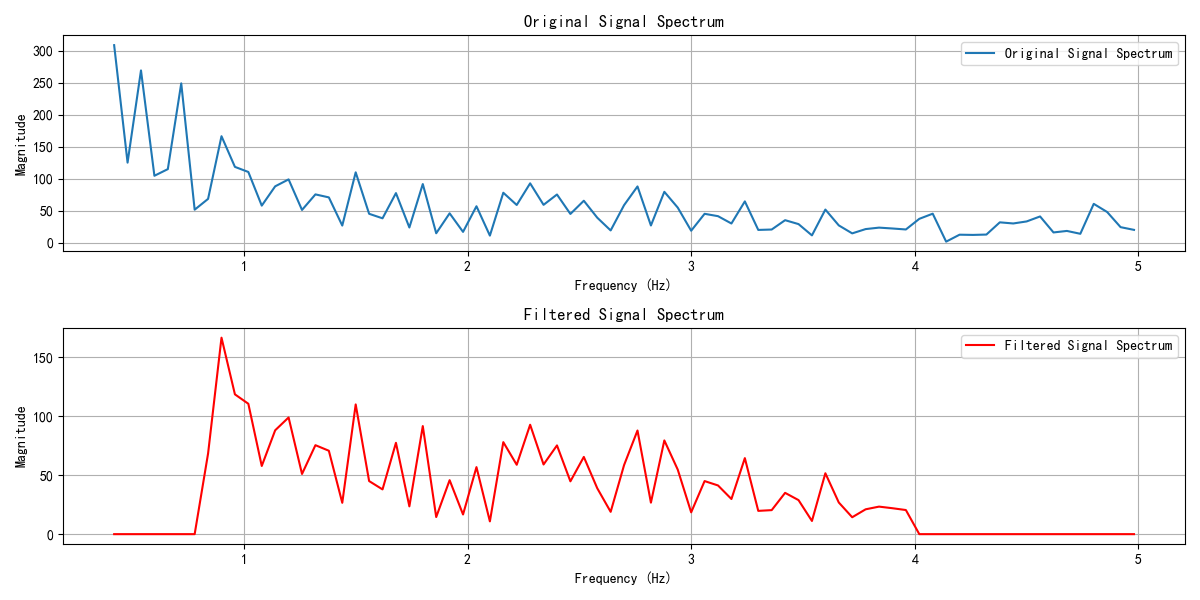 Original Signal Spectrum
300
250
200
150
100
50
0
Magnitude
Original Signal Spectrum
1
2
3
4
5
Frequency (Hz)
Filtered Signal Spectrum
150
100
50
0
Magnitude
Filtered Signal Spectrum
1
2
3
4
5
Frequency (Hz)